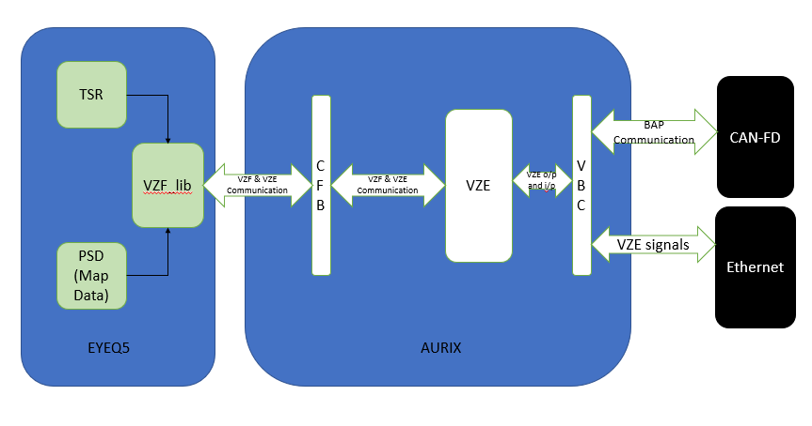 TSR
VZF_lib
PSD
(Map
Data)
EYEQ5
VZF & VZE
Communication
C
F
B
VZF & VZE
Communication
VZE
VZE o/p
and i/p
V
B
C
AURIX
BAP
Communication
VZE signals
CAN-FD
Ethernet